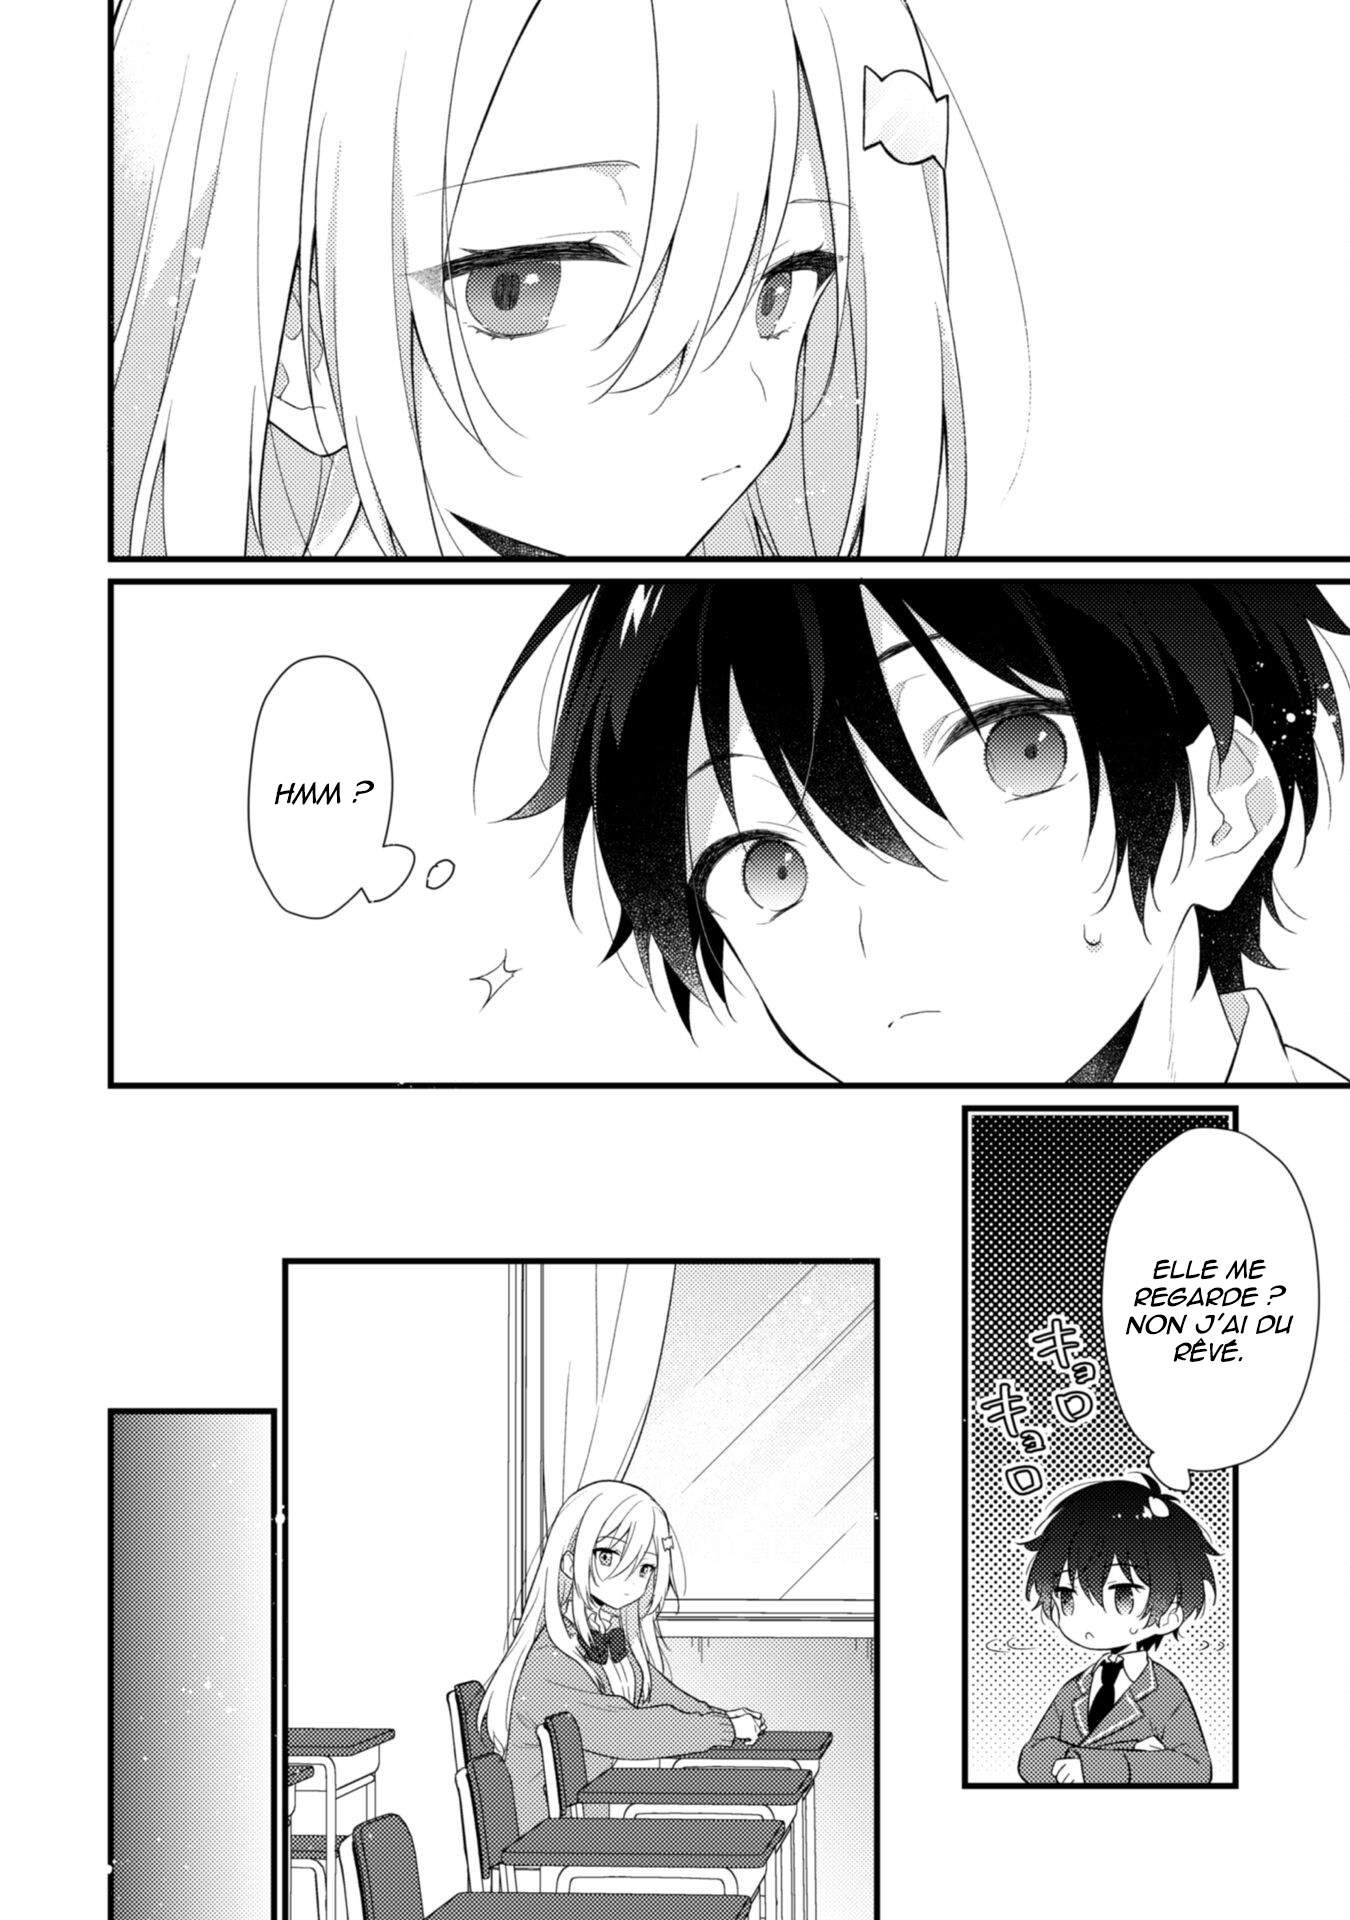 HMM ?
ELLE ME
REGARDE ?
NON J'AI DU
RÊVÉ.
キョロ
キョロ